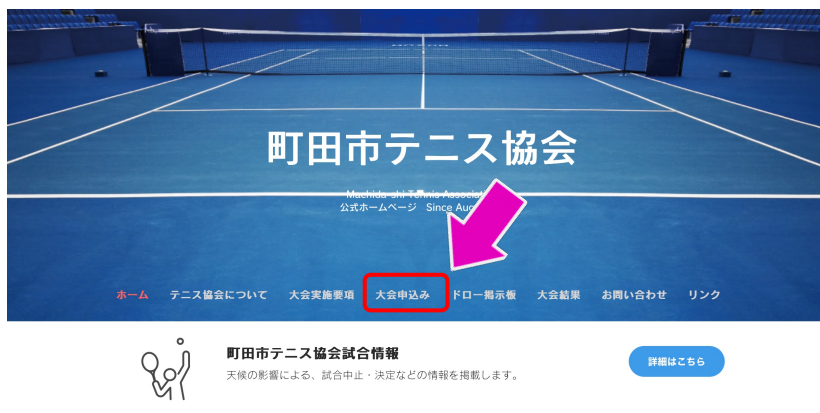 町田市テニス協会
Machida-shi Tennis
公式ホームページ Since
ホーム テニス協会について 大会実施要項 大会申込み ドロー掲示板 大会結果 お問い合わせ リンク
町田市テニス協会試合情報
天候の影響による、試合中止・決定などの情報を掲載します。
詳細はこちら